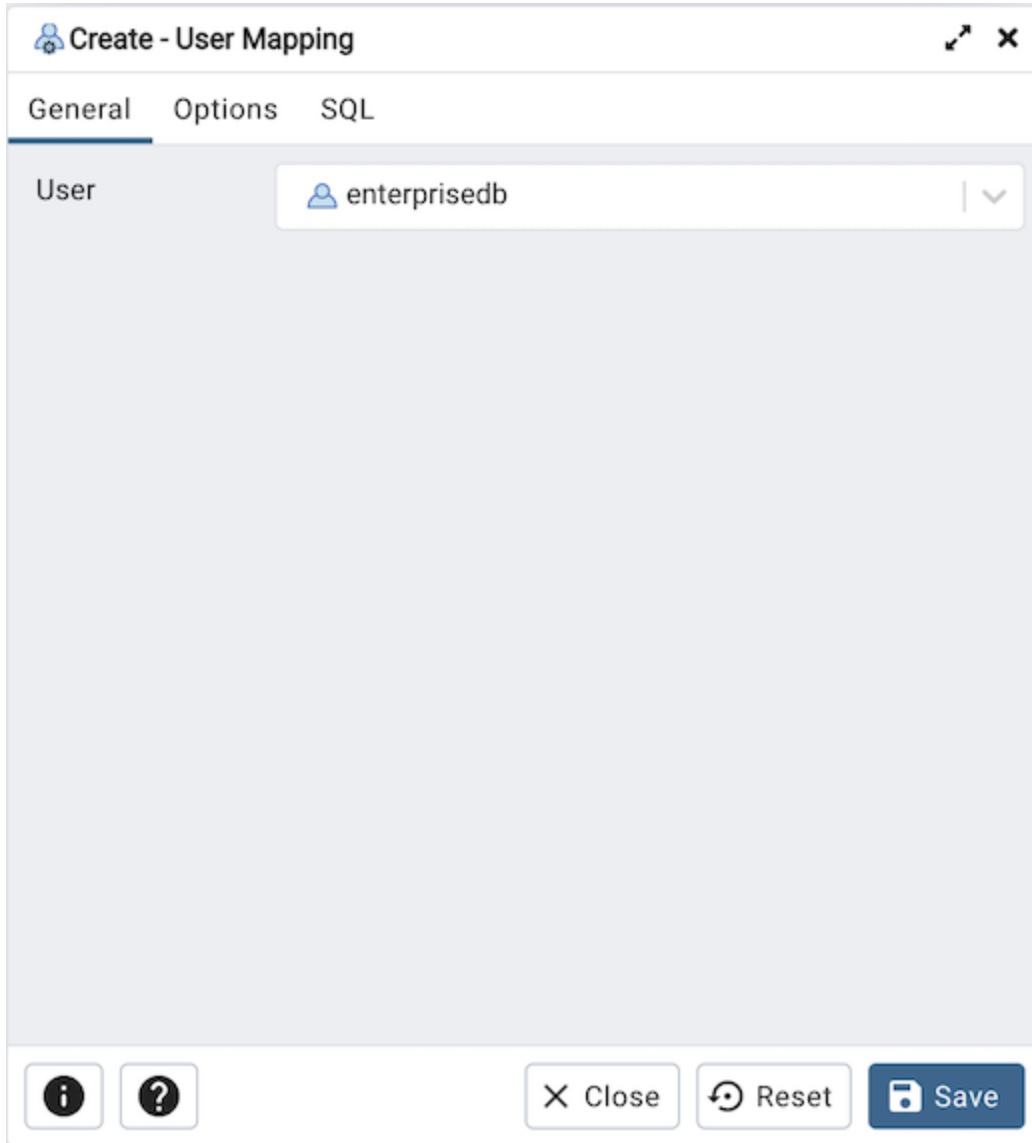 Create - User Mapping
General Options SQL
User enterprisedb
Close Reset Save